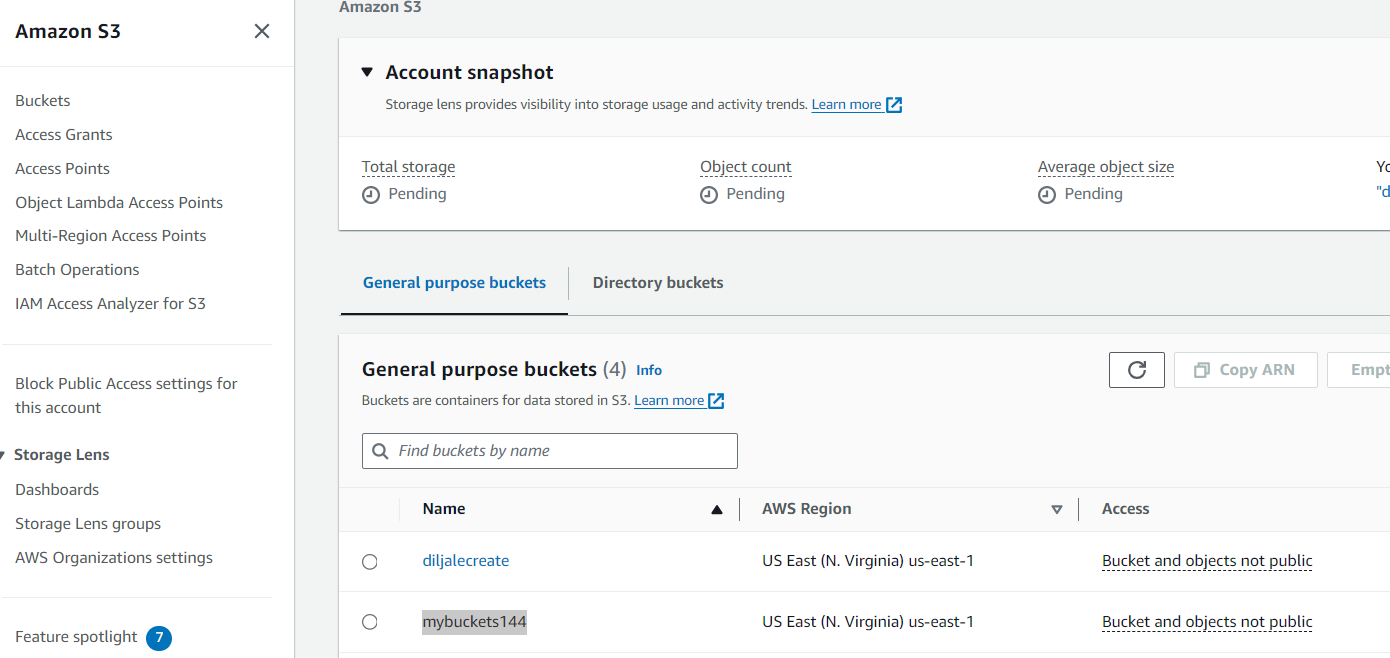 Amazon S3
Buckets
Access Grants
Access Points
Object Lambda Access Points
Multi-Region Access Points
Batch Operations
IAM Access Analyzer for S3
Block Public Access settings for
this account
Storage Lens
Dashboards
Storage Lens groups
AWS Organizations settings
Feature spotlight 7
Amazon S3
Account snapshot
Storage lens provides visibility into storage usage and activity trends. Learn more
Total storage Object count Average object size Yo
Pending Pending Pending "d
General purpose buckets Directory buckets
General purpose buckets (4) Info
Copy ARN Empt
Buckets are containers for data stored in S3. Learn more
Find buckets by name
Name AWS Region Access
diljalecreate US East (N. Virginia) us-east-1 Bucket and objects not public
mybuckets144 US East (N. Virginia) us-east-1 Bucket and objects not public